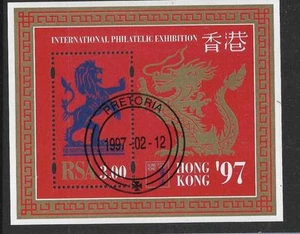 INTERNATIONAL PHILATELIC EXHIBITION 香港
PRETORIA
1997-02-12
RSA 3.00
HONG KONG '97